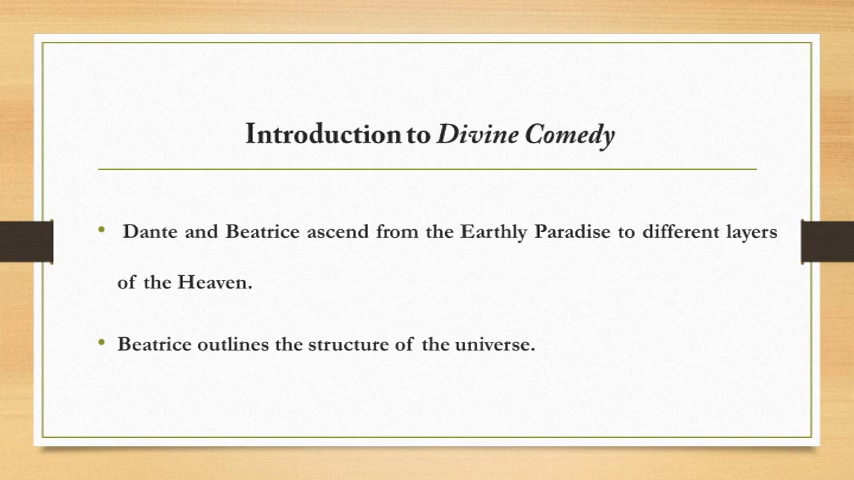 Introduction to Divine Comedy
• Dante and Beatrice ascend from the Earthly Paradise to different layers
of the Heaven.
• Beatrice outlines the structure of the universe.